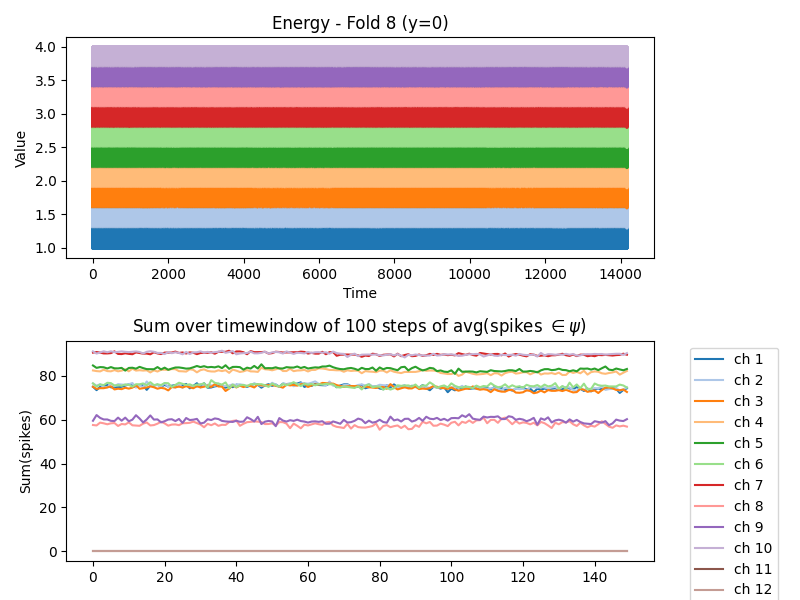 Energy - Fold 8 (y=0)
4.0
3.5
3.0
2.5
2.0
1.5
1.0
Value
0 2000 4000 6000 8000 10000 12000 14000
Time
Sum over timewindow of 100 steps of avg(spikes ∈ ψ)
80
60
40
20
0
Sum(spikes)
0 20 40 60 80 100 120 140
ch 1
ch 2
ch 3
ch 4
ch 5
ch 6
ch 7
ch 8
ch 9
ch 10
ch 11
ch 12